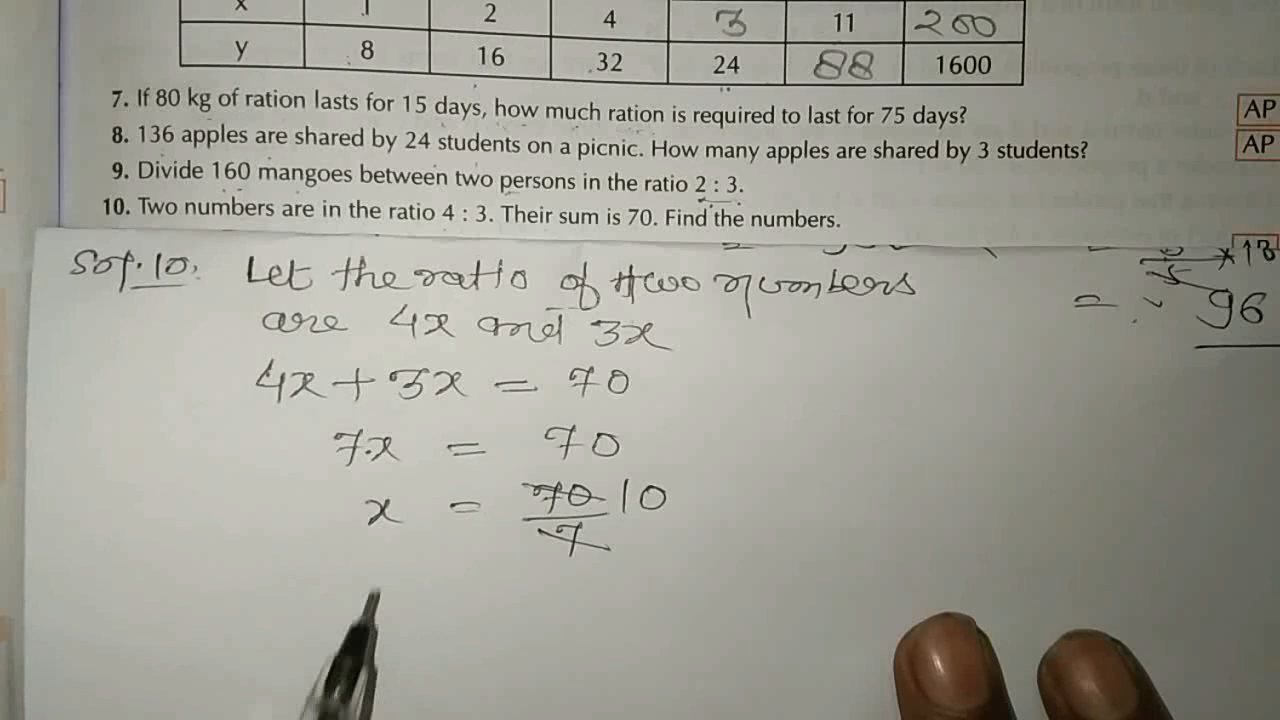 x 1 2 4 3 11 200
y 8 16 32 24 88 1600
7. If 80 kg of ration lasts for 15 days, how much ration is required to last for 75 days? AP
8. 136 apples are shared by 24 students on a picnic. How many apples are shared by 3 students? AP
9. Divide 160 mangoes between two persons in the ratio 2 : 3.
10. Two numbers are in the ratio 4 : 3. Their sum is 70. Find the numbers.
Sol. 10. Let the ratio of two numbers
are 4x and 3x
= 96
4x + 3x = 70
7x = 70
x = 70/7 10